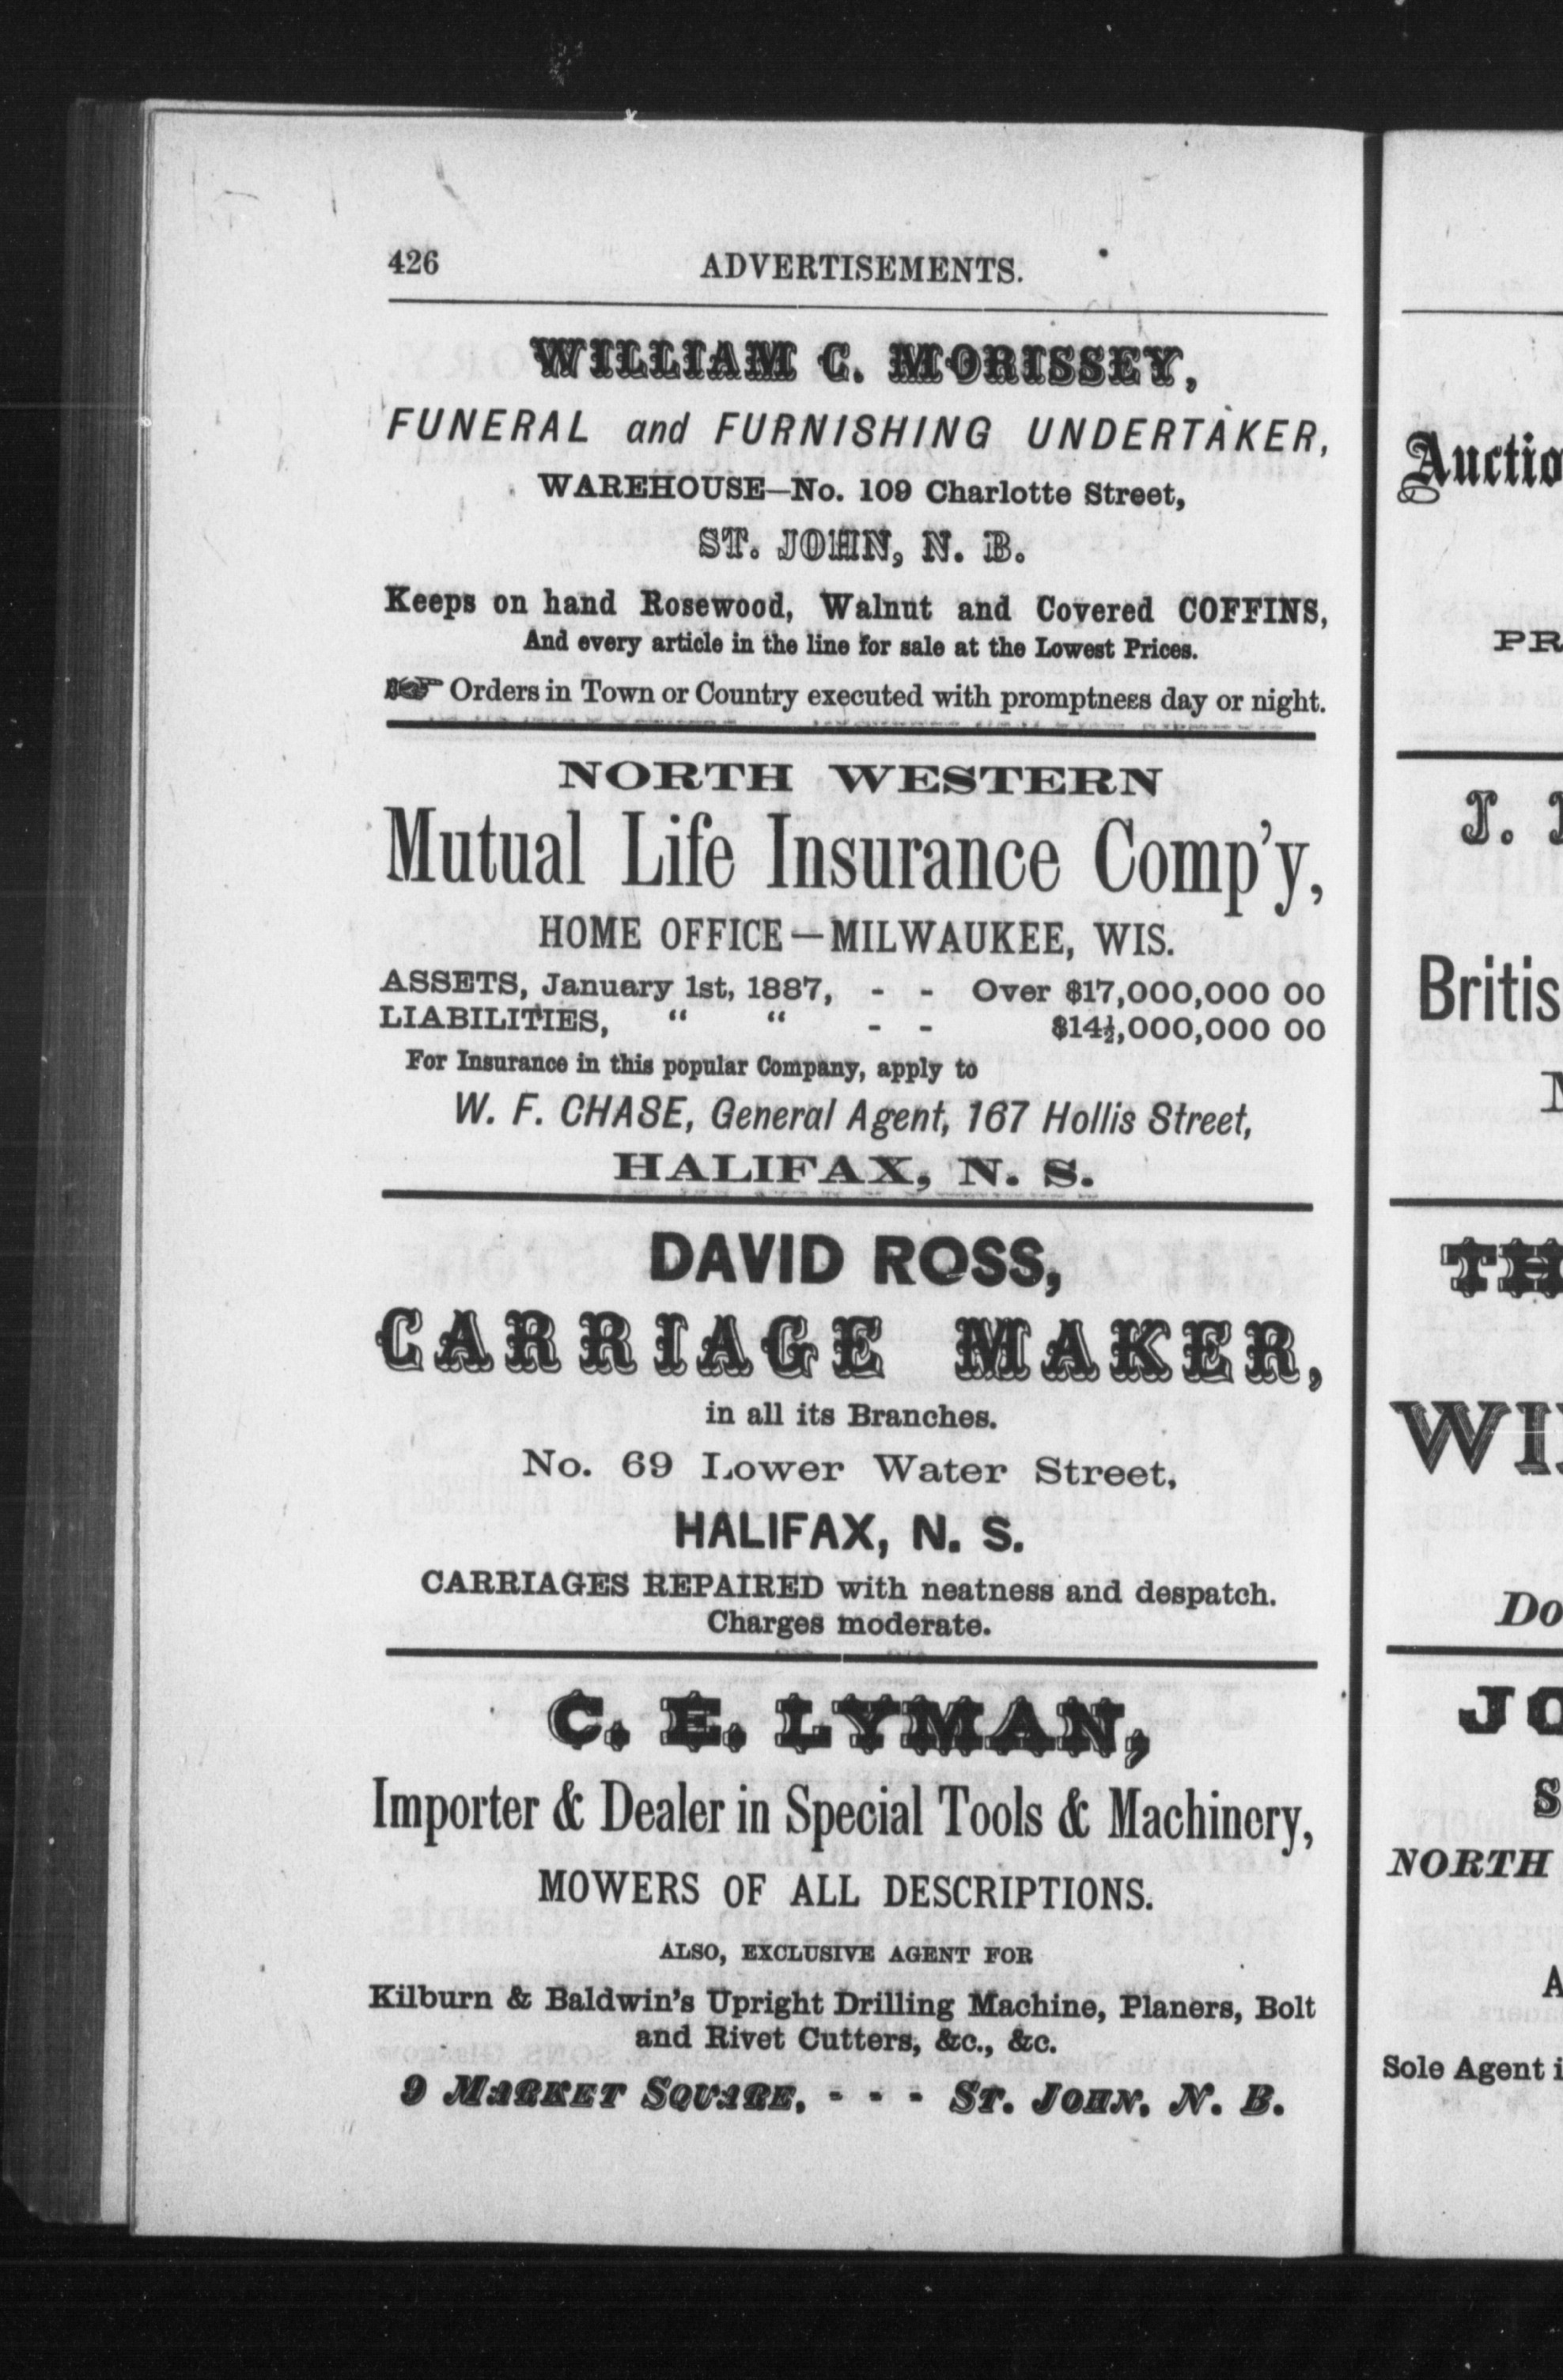 426 ADVERTISEMENTS.
WILLIAM C. MORISSEY,
FUNERAL and FURNISHING UNDERTAKER,
WAREHOUSE—No. 109 Charlotte Street,
ST. JOHN, N. B.
Keeps on hand Rosewood, Walnut and Covered COFFINS,
And every article in the line for sale at the Lowest Prices.
☞ Orders in Town or Country executed with promptness day or night.
NORTH WESTERN
Mutual Life Insurance Comp'y,
HOME OFFICE—MILWAUKEE, WIS.
ASSETS, January 1st, 1887, - - Over $17,000,000 00
LIABILITIES, “ “ - - $14½,000,000 00
For Insurance in this popular Company, apply to
W. F. CHASE, General Agent, 167 Hollis Street,
HALIFAX, N. S.
DAVID ROSS,
CARRIAGE MAKER,
in all its Branches.
No. 69 Lower Water Street,
HALIFAX, N. S.
CARRIAGES REPAIRED with neatness and despatch.
Charges moderate.
C. E. LYMAN,
Importer & Dealer in Special Tools & Machinery,
MOWERS OF ALL DESCRIPTIONS.
ALSO, EXCLUSIVE AGENT FOR
Kilburn & Baldwin's Upright Drilling Machine, Planers, Bolt
and Rivet Cutters, &c., &c.
9 MARKET SQUARE, - - - ST. JOHN, N. B.
J.
NORTH
Sole Agent